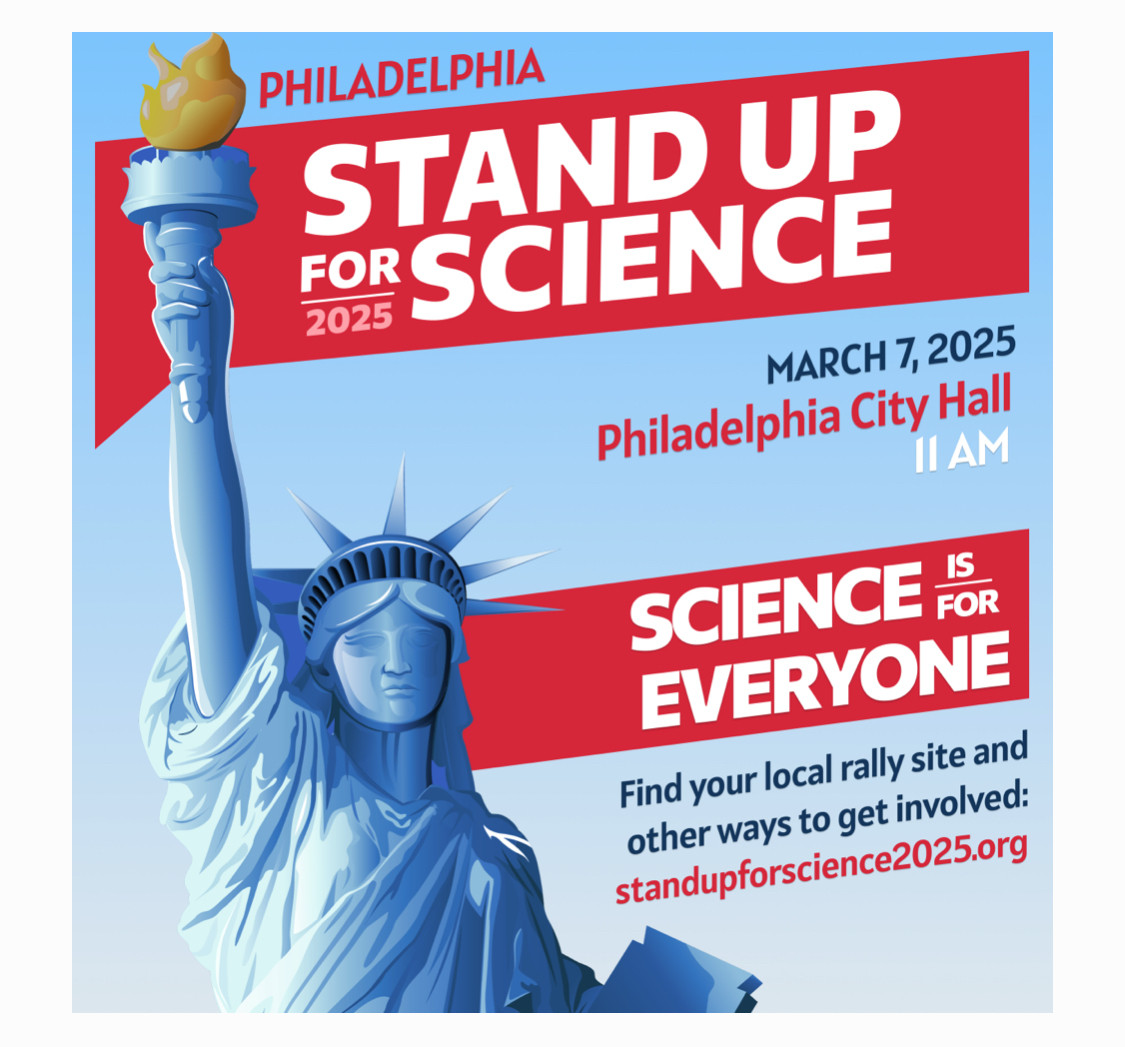 PHILADELPHIA
STAND UP
FOR SCIENCE
2025
MARCH 7, 2025
Philadelphia City Hall
11 AM
SCIENCE IS FOR
EVERYONE
Find your local rally site and
other ways to get involved:
standupforscience2025.org